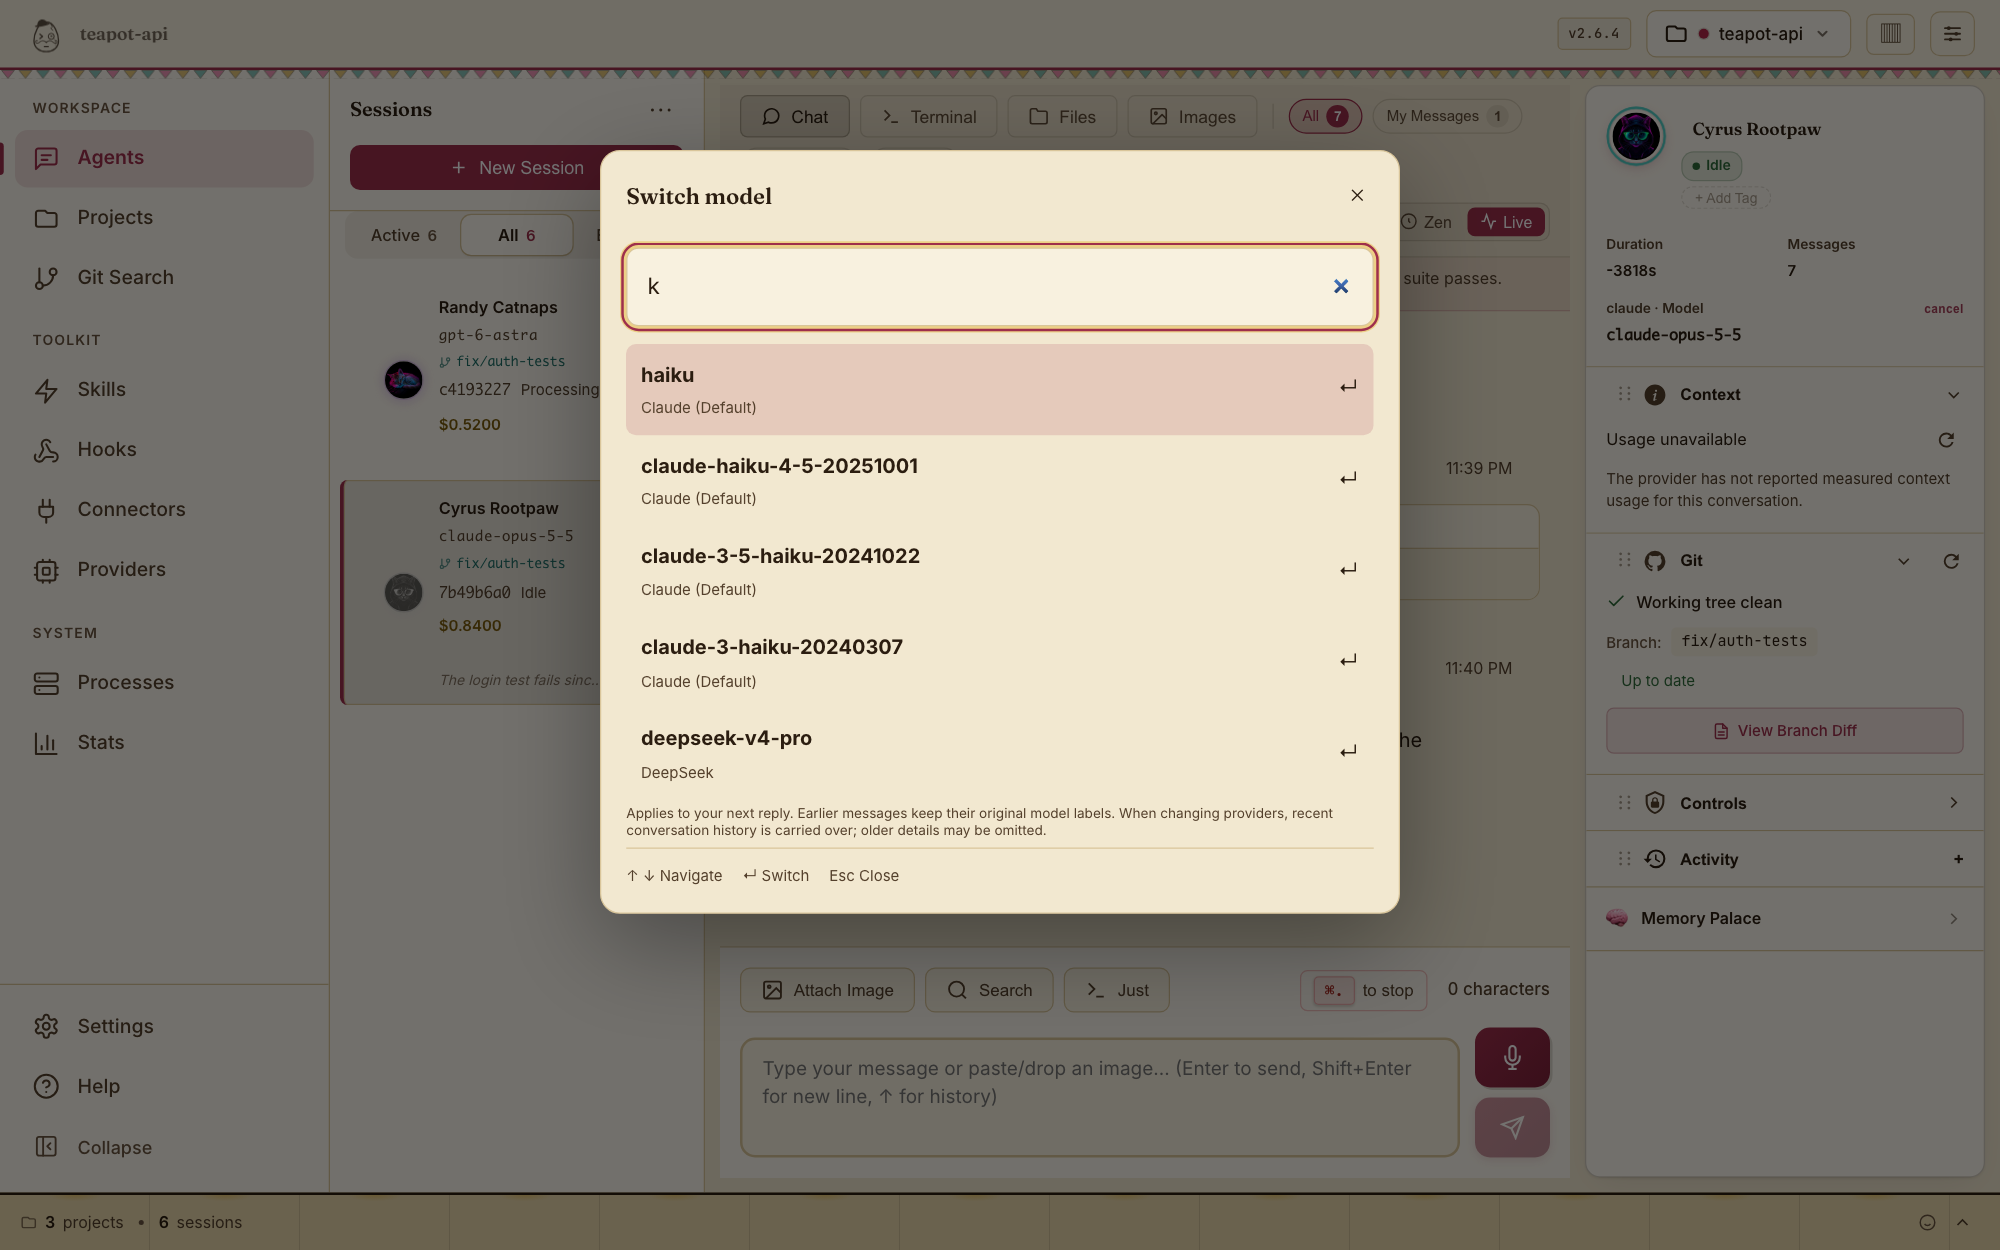 teapot-api
v2.6.4
teapot-api
WORKSPACE
Agents
Projects
Git Search
TOOLKIT
Skills
Hooks
Connectors
Providers
SYSTEM
Processes
Stats
Settings
Help
Collapse
Sessions
New Session
Active 6
All 6
Randy Catnaps
gpt-6-astra
fix/auth-tests
c4193227 Processing
$0.5200
Cyrus Rootpaw
claude-opus-5-5
fix/auth-tests
7b49b6a0 Idle
$0.8400
The login test fails sinc...
Chat
Terminal
Files
Images
All 7
My Messages 1
Zen
Live
suite passes.
11:39 PM
11:40 PM
Switch model
k
haiku
Claude (Default)
claude-haiku-4-5-20251001
Claude (Default)
claude-3-5-haiku-20241022
Claude (Default)
claude-3-haiku-20240307
Claude (Default)
deepseek-v4-pro
DeepSeek
Applies to your next reply. Earlier messages keep their original model labels. When changing providers, recent
conversation history is carried over; older details may be omitted.
↑ ↓ Navigate ↵ Switch Esc Close
Attach Image
Search
Just
⌘. to stop
0 characters
Type your message or paste/drop an image... (Enter to send, Shift+Enter
for new line, ↑ for history)
Cyrus Rootpaw
Idle
+ Add Tag
Duration
-3818s
Messages
7
claude · Model
cancel
claude-opus-5-5
Context
Usage unavailable
The provider has not reported measured context
usage for this conversation.
Git
Working tree clean
Branch: fix/auth-tests
Up to date
View Branch Diff
Controls
Activity
Memory Palace
3 projects • 6 sessions